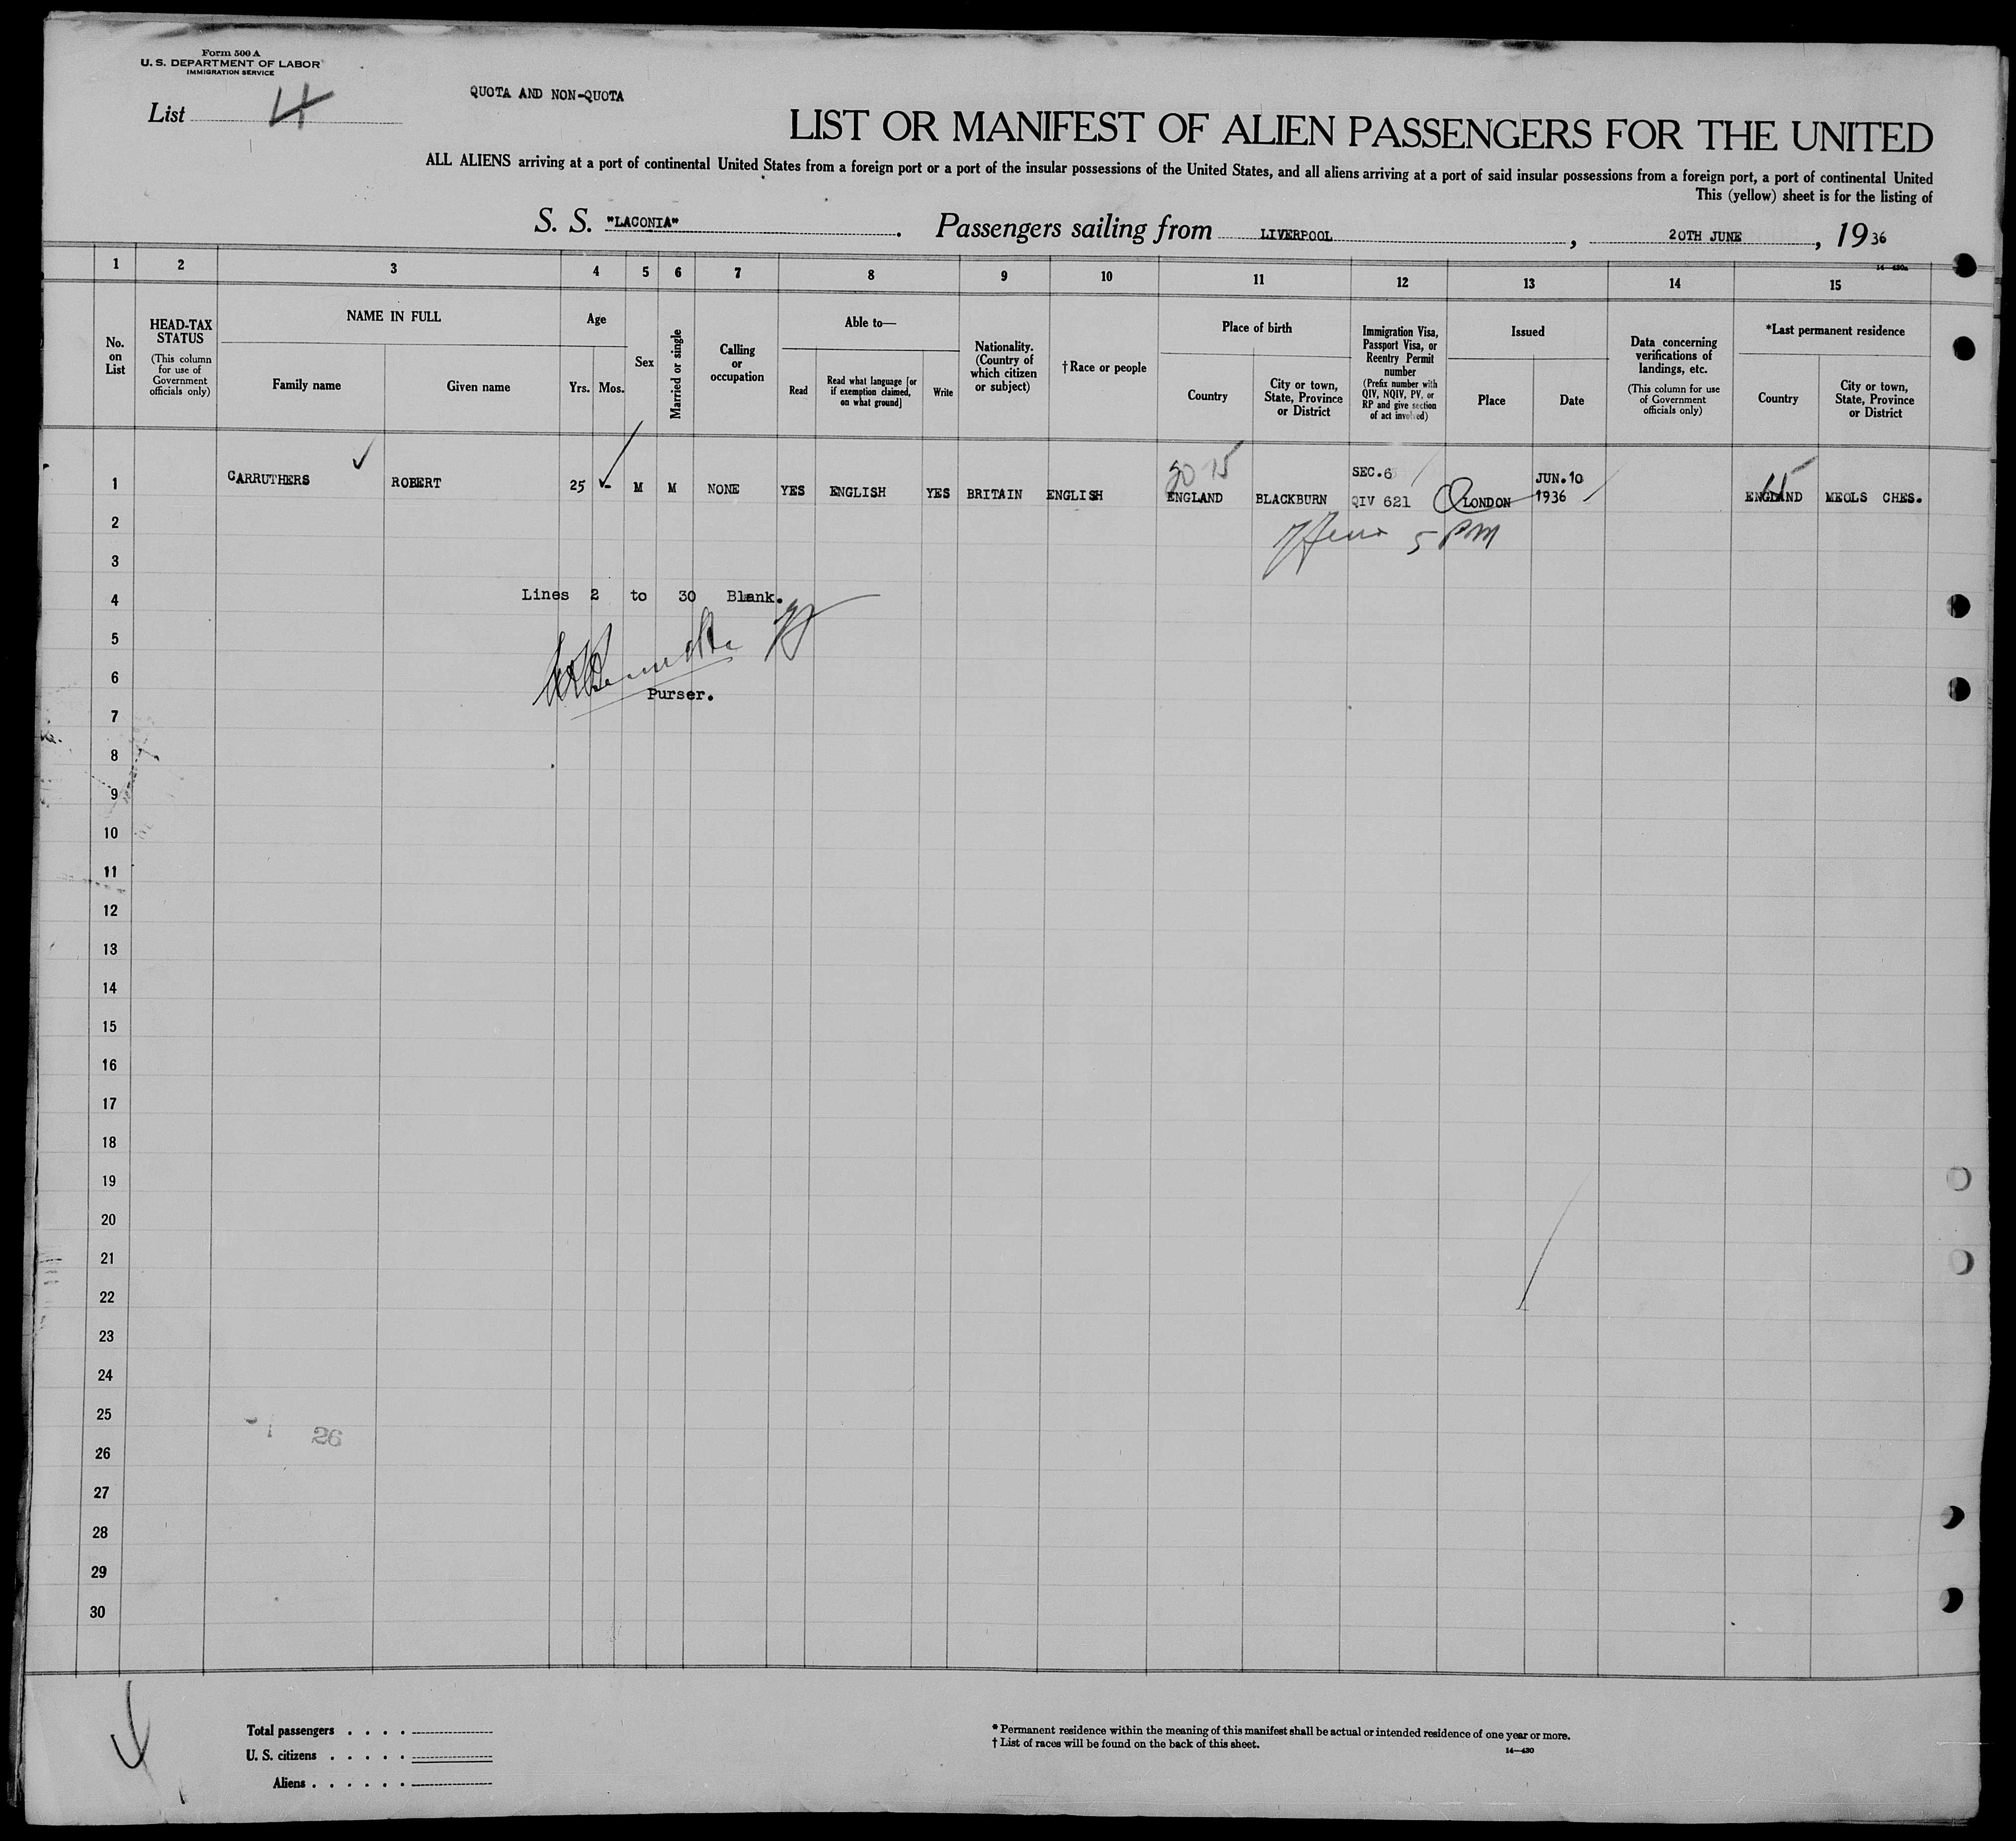 Form 500 A
U. S. DEPARTMENT OF LABOR
IMMIGRATION SERVICE
List 4
QUOTA AND NON-QUOTA
LIST OR MANIFEST OF ALIEN PASSENGERS FOR THE UNITED
ALL ALIENS arriving at a port of continental United States from a foreign port or a port of the insular possessions of the United States, and all aliens arriving at a port of said insular possessions from a foreign port, a port of continental United
This (yellow) sheet is for the listing of
S. S. "LACONIA". Passengers sailing from LIVERPOOL, 20TH JUNE, 1936
14—430a
1 2 3 4 5 6 7 8 9 10 11 12 13 14 15
No. on List
HEAD-TAX STATUS
(This column for use of Government officials only)
NAME IN FULL
Family name Given name
Age
Yrs. Mos.
Sex
Married or single
Calling or occupation
Able to—
Read
Read what language [or if exemption claimed, on what ground]
Write
Nationality. (Country of which citizen or subject)
†Race or people
Place of birth
Country
City or town, State, Province or District
Immigration Visa, Passport Visa, or Reentry Permit number
(Prefix number with QIV, NQIV, PV, or RP and give section of act involved)
Issued
Place Date
Data concerning verifications of landings, etc.
(This column for use of Government officials only)
*Last permanent residence
Country
City or town, State, Province or District
20 15
SEC.6 JUN.10
1 CARRUTHERS ROBERT 25 - M M NONE YES ENGLISH YES BRITAIN ENGLISH ENGLAND BLACKBURN QIV 621 LONDON 1936 ENGLAND MEOLS CHES.
2
5 PM
3
4
Lines 2 to 30 Blank.
5
6
Purser.
7
8
9
10
11
12
13
14
15
16
17
18
19
20
21
22
23
24
25
26
26
27
28
29
30
Total passengers . . . .
U. S. citizens . . . . .
Aliens . . . . . .
* Permanent residence within the meaning of this manifest shall be actual or intended residence of one year or more.
† List of races will be found on the back of this sheet.
14—430